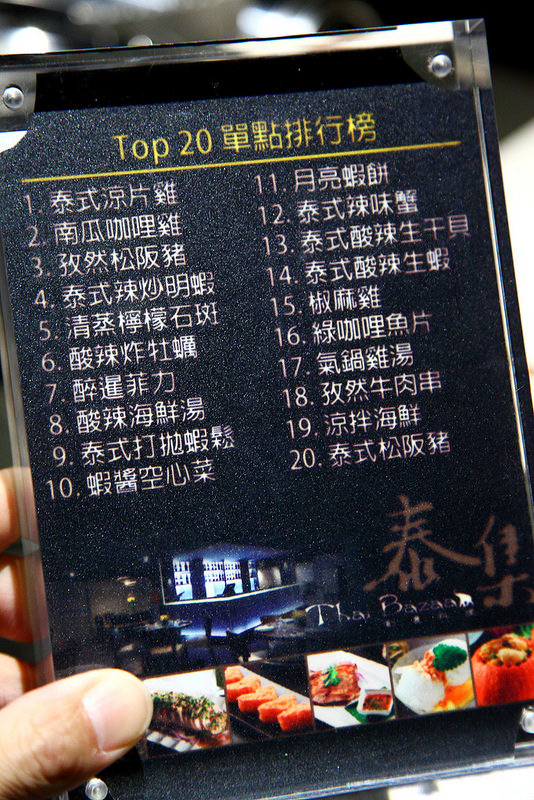 Top 20 單點排行榜
1. 泰式涼片雞
2. 南瓜咖哩雞
3. 孜然松阪豬
4. 泰式辣炒明蝦
5. 清蒸檸檬石斑
6. 酸辣炸牡蠣
7. 醉暹菲力
8. 酸辣海鮮湯
9. 泰式打拋蝦鬆
10. 蝦醬空心菜
11. 月亮蝦餅
12. 泰式辣味蟹
13. 泰式酸辣生干貝
14. 泰式酸辣生蝦
15. 椒麻雞
16. 綠咖哩魚片
17. 氣鍋雞湯
18. 孜然牛肉串
19. 涼拌海鮮
20. 泰式松阪豬
泰集
Thai Bazaar